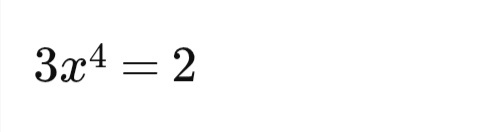 3x⁴ = 2